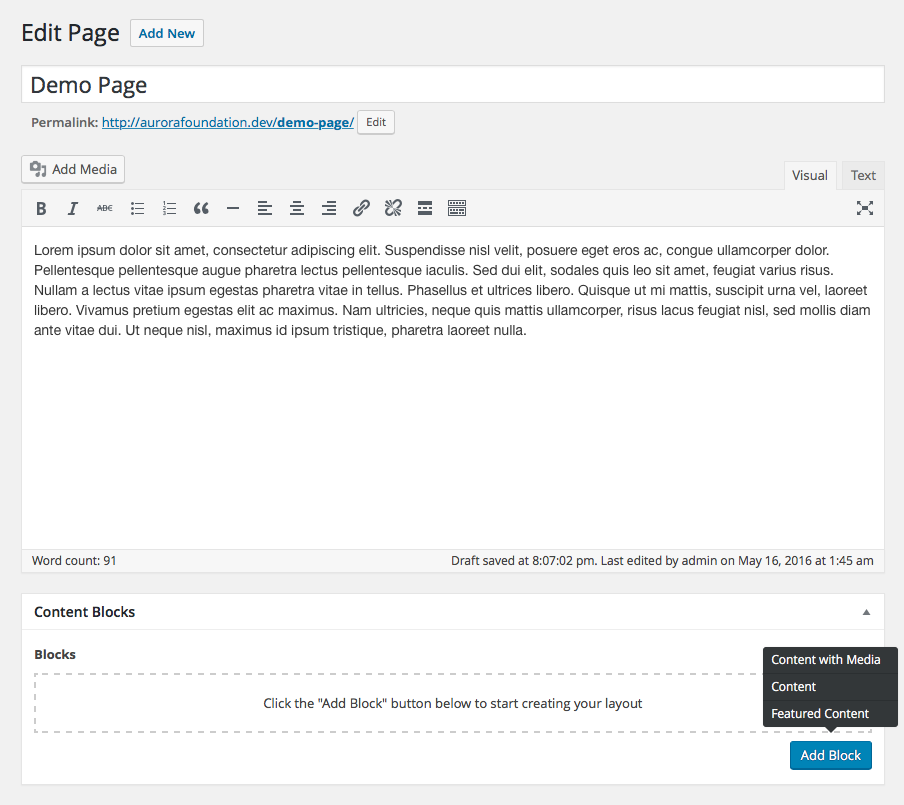 Edit Page Add New
Demo Page
Permalink: http://aurorafoundation.dev/demo-page/ Edit
Add Media
Visual Text
B I ABC
Lorem ipsum dolor sit amet, consectetur adipiscing elit. Suspendisse nisl velit, posuere eget eros ac, congue ullamcorper dolor.
Pellentesque pellentesque augue pharetra lectus pellentesque iaculis. Sed dui elit, sodales quis leo sit amet, feugiat varius risus.
Nullam a lectus vitae ipsum egestas pharetra vitae in tellus. Phasellus et ultrices libero. Quisque ut mi mattis, suscipit urna vel, laoreet
libero. Vivamus pretium egestas elit ac maximus. Nam ultricies, neque quis mattis ullamcorper, risus lacus feugiat nisl, sed mollis diam
ante vitae dui. Ut neque nisl, maximus id ipsum tristique, pharetra laoreet nulla.
Word count: 91 Draft saved at 8:07:02 pm. Last edited by admin on May 16, 2016 at 1:45 am
Content Blocks
Blocks
Click the "Add Block" button below to start creating your layout
Content with Media
Content
Featured Content
Add Block